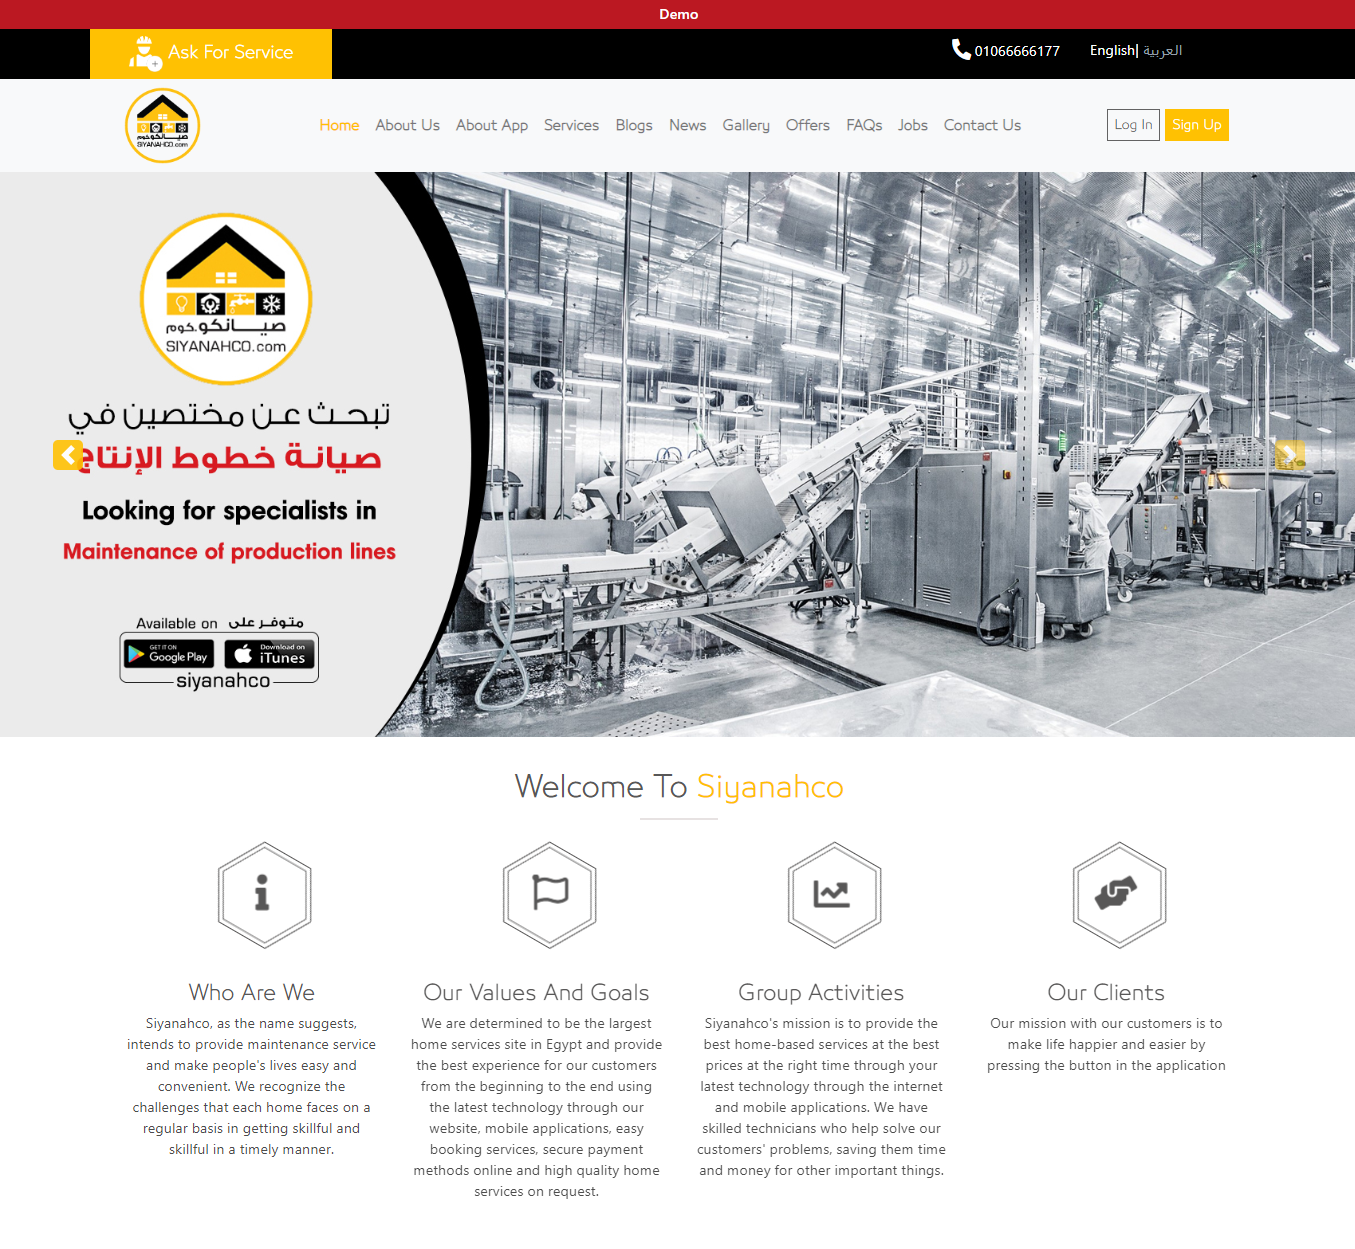 Demo
Ask For Service
01066666177
English| العربية
صيانكو.كوم
SIYANAHCO.com
Home About Us About App Services Blogs News Gallery Offers FAQs Jobs Contact Us
Log In Sign Up
صيانكو.كوم
SIYANAHCO.com
تبحث عن مختصين في
صيانة خطوط الإنتاج
Looking for specialists in
Maintenance of production lines
Available on متوفر على
GET IT ON
Google Play
Download on
iTunes
siyanahco
Welcome To Siyanahco
Who Are We
Siyanahco, as the name suggests,
intends to provide maintenance service
and make people's lives easy and
convenient. We recognize the
challenges that each home faces on a
regular basis in getting skillful and
skillful in a timely manner.
Our Values And Goals
We are determined to be the largest
home services site in Egypt and provide
the best experience for our customers
from the beginning to the end using
the latest technology through our
website, mobile applications, easy
booking services, secure payment
methods online and high quality home
services on request.
Group Activities
Siyanahco's mission is to provide the
best home-based services at the best
prices at the right time through your
latest technology through the internet
and mobile applications. We have
skilled technicians who help solve our
customers' problems, saving them time
and money for other important things.
Our Clients
Our mission with our customers is to
make life happier and easier by
pressing the button in the application